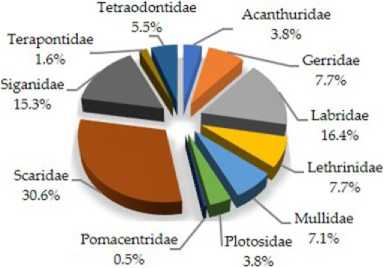 Tetraodontidae
5.5%
Acanthuridae
3.8%
Gerridae
7.7%
Labridae
16.4%
Lethrinidae
7.7%
Mullidae
7.1%
Plotosidae
3.8%
Pomacentridae
0.5%
Scaridae
30.6%
Siganidae
15.3%
Terapontidae
1.6%